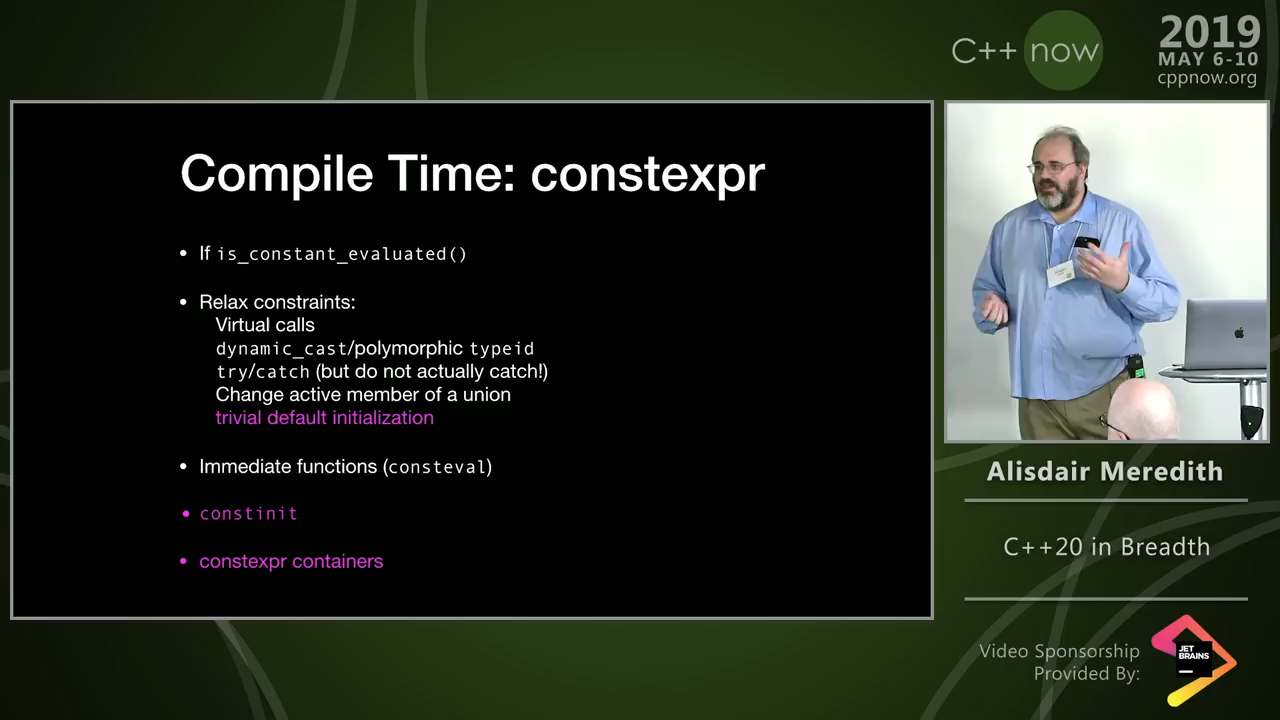 C++ now
2019
MAY 6-10
cppnow.org
Compile Time: constexpr
• If is_constant_evaluated()
• Relax constraints:
Virtual calls
dynamic_cast/polymorphic typeid
try/catch (but do not actually catch!)
Change active member of a union
trivial default initialization
• Immediate functions (consteval)
• constinit
• constexpr containers
Alisdair Meredith
C++20 in Breadth
Video Sponsorship
Provided By:
JET
BRAINS